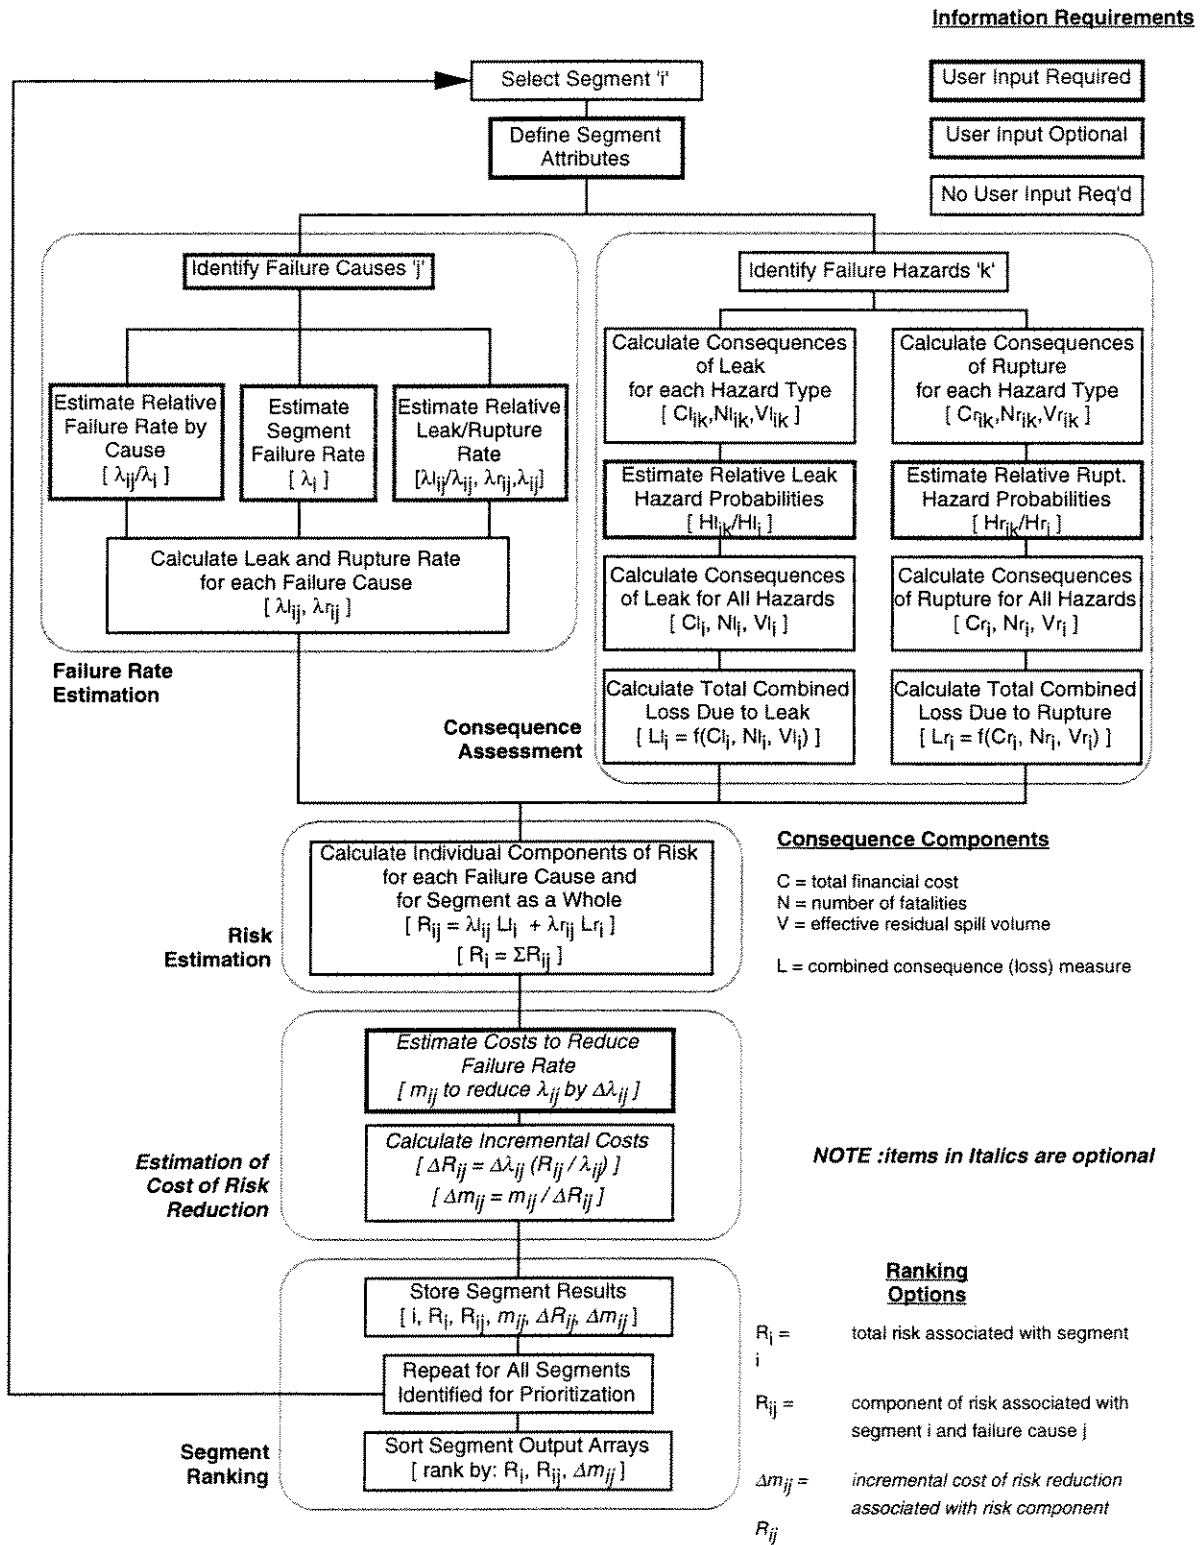 Information Requirements
Select Segment 'i'
User Input Required
Define Segment
Attributes
User Input Optional
No User Input Req'd
Identify Failure Causes 'j'
Identify Failure Hazards 'k'
Calculate Consequences
of Leak
for each Hazard Type
[ Cl_ik,Nl_ik,Vl_ik ]
Calculate Consequences
of Rupture
for each Hazard Type
[ Cr_ik,Nr_ik,Vr_ik ]
Estimate Relative
Failure Rate by
Cause
[ λ_ij/λ_i ]
Estimate
Segment
Failure Rate
[ λ_i ]
Estimate Relative
Leak/Rupture
Rate
[λl_ij/λ_ij, λr_ij,λ_ij]
Estimate Relative Leak
Hazard Probabilities
[ Hl_ik/Hl_i ]
Estimate Relative Rupt.
Hazard Probabilities
[ Hr_ik/Hr_i ]
Calculate Leak and Rupture Rate
for each Failure Cause
[ λl_ij, λr_ij ]
Calculate Consequences
of Leak for All Hazards
[ Cl_i, Nl_i, Vl_i ]
Calculate Consequences
of Rupture for All Hazards
[ Cr_i, Nr_i, Vr_i ]
Failure Rate
Estimation
Calculate Total Combined
Loss Due to Leak
[ Ll_i = f(Cl_i, Nl_i, Vl_i) ]
Calculate Total Combined
Loss Due to Rupture
[ Lr_i = f(Cr_i, Nr_i, Vr_i) ]
Consequence
Assessment
Calculate Individual Components of Risk
for each Failure Cause and
for Segment as a Whole
[ R_ij = λl_ij Ll_i + λr_ij Lr_i ]
[ R_i = ΣR_ij ]
Risk
Estimation
Consequence Components
C = total financial cost
N = number of fatalities
V = effective residual spill volume
L = combined consequence (loss) measure
Estimate Costs to Reduce
Failure Rate
[ m_ij to reduce λ_ij by Δλ_ij ]
Calculate Incremental Costs
[ ΔR_ij = Δλ_ij (R_ij / λ_ij) ]
[ Δm_ij = m_ij / ΔR_ij ]
Estimation of
Cost of Risk
Reduction
NOTE :items in Italics are optional
Store Segment Results
[ i, R_i, R_ij, m_ij, ΔR_ij, Δm_ij ]
Repeat for All Segments
Identified for Prioritization
Sort Segment Output Arrays
[ rank by: R_i, R_ij, Δm_ij ]
Segment
Ranking
Ranking
Options
R_i = total risk associated with segment
i
R_ij = component of risk associated with
segment i and failure cause j
Δm_ij = incremental cost of risk reduction
associated with risk component
R_ij